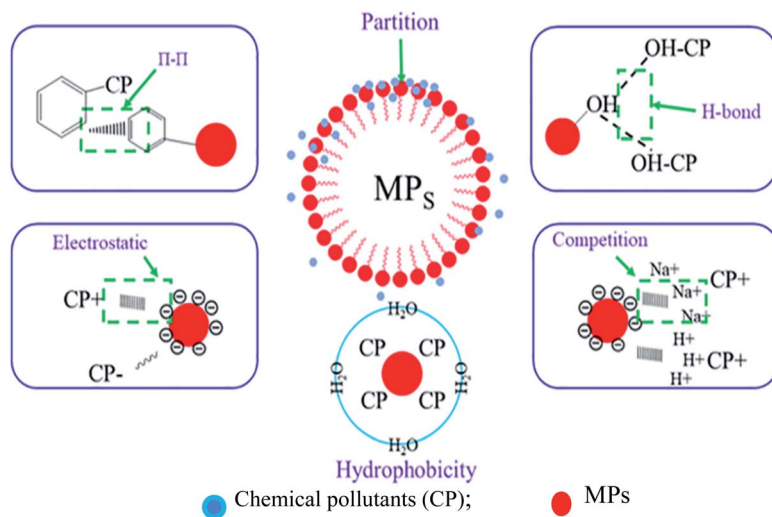 Partition
Π-Π
CP
MPS
OH-CP
OH
H-bond
OH-CP
Electrostatic
CP+
CP-
H2O
H2O
CP CP
CP CP
H2O
H2O
Hydrophobicity
Competition
Na+
CP+
Na+
Na+
H+
H+ CP+
H+
Chemical pollutants (CP);
MPs